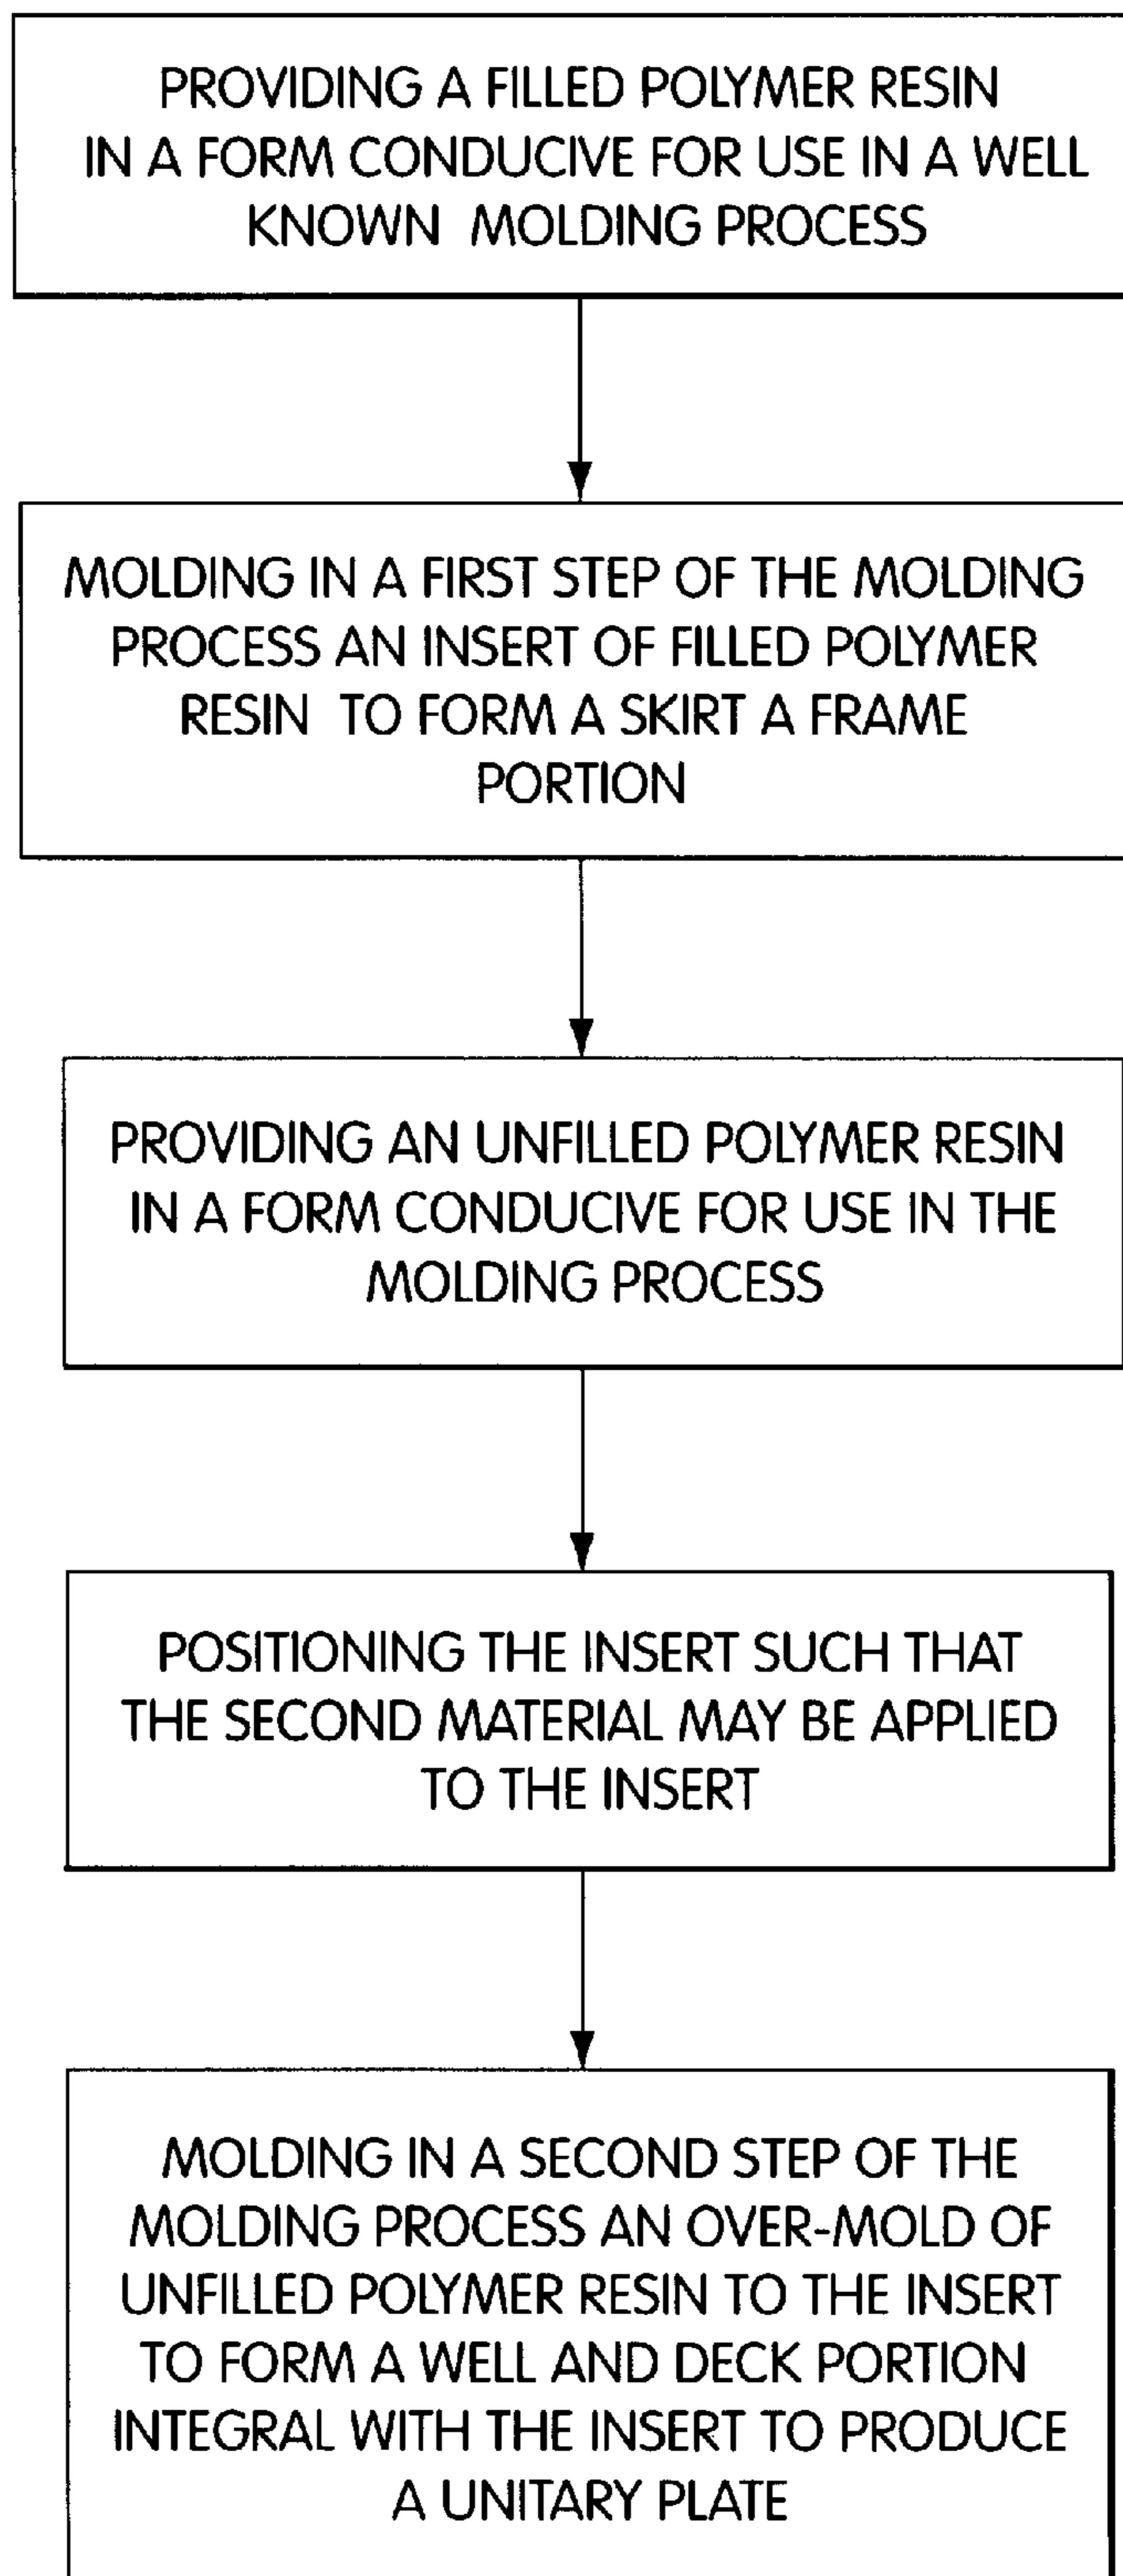 PROVIDING A FILLED POLYMER RESIN
IN A FORM CONDUCIVE FOR USE IN A WELL
KNOWN MOLDING PROCESS
MOLDING IN A FIRST STEP OF THE MOLDING
PROCESS AN INSERT OF FILLED POLYMER
RESIN TO FORM A SKIRT A FRAME
PORTION
PROVIDING AN UNFILLED POLYMER RESIN
IN A FORM CONDUCIVE FOR USE IN THE
MOLDING PROCESS
POSITIONING THE INSERT SUCH THAT
THE SECOND MATERIAL MAY BE APPLIED
TO THE INSERT
MOLDING IN A SECOND STEP OF THE
MOLDING PROCESS AN OVER-MOLD OF
UNFILLED POLYMER RESIN TO THE INSERT
TO FORM A WELL AND DECK PORTION
INTEGRAL WITH THE INSERT TO PRODUCE
A UNITARY PLATE